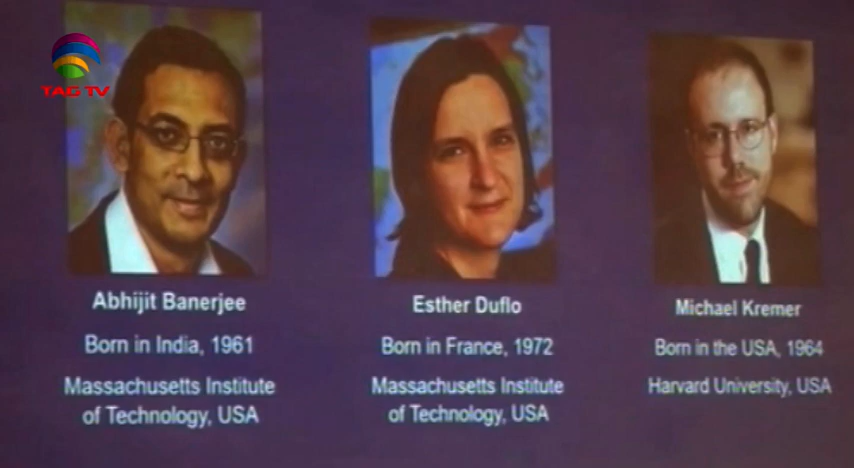 TAG TV
Abhijit Banerjee
Born in India, 1961
Massachusetts Institute
of Technology, USA
Esther Duflo
Born in France, 1972
Massachusetts Institute
of Technology, USA
Michael Kremer
Born in the USA, 1964
Harvard University, USA